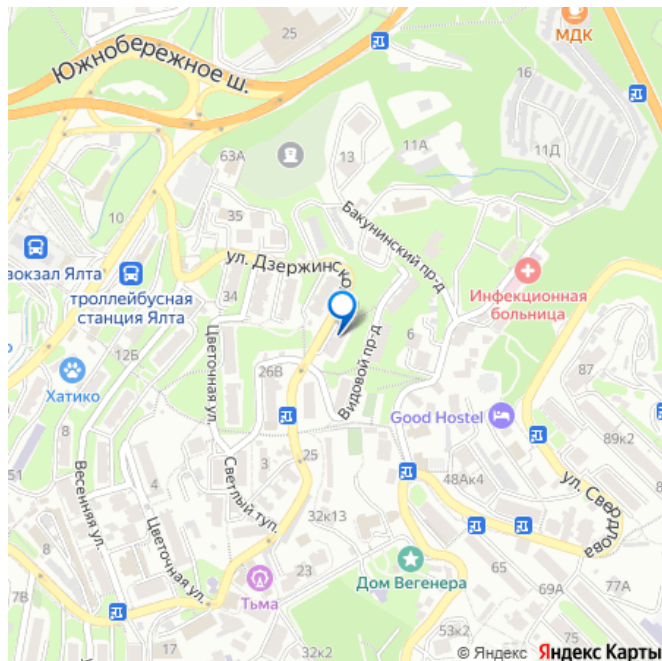 25
МДК
Южнобережное ш.
16
63А
13
11А
11Д
10
35
Бакунинский пр-д
вокзал Ялта
ул. Дзержинско
троллейбусная
станция Ялта
34
Инфекционная
больница
Цветочная ул.
12Б
26В
Видовой пр-д
6
87
Хатико
Good Hostel
8
3
25
89к2
51
Весенняя ул.
4
Светлый туп.
48Ак4
ул. Свердлова
32к13
Цветочная ул.
8
23
Дом Вегенера
65
7В
Тьма
69А
77А
17
32к2
53к2
75
© Яндекс Яндекс Карты